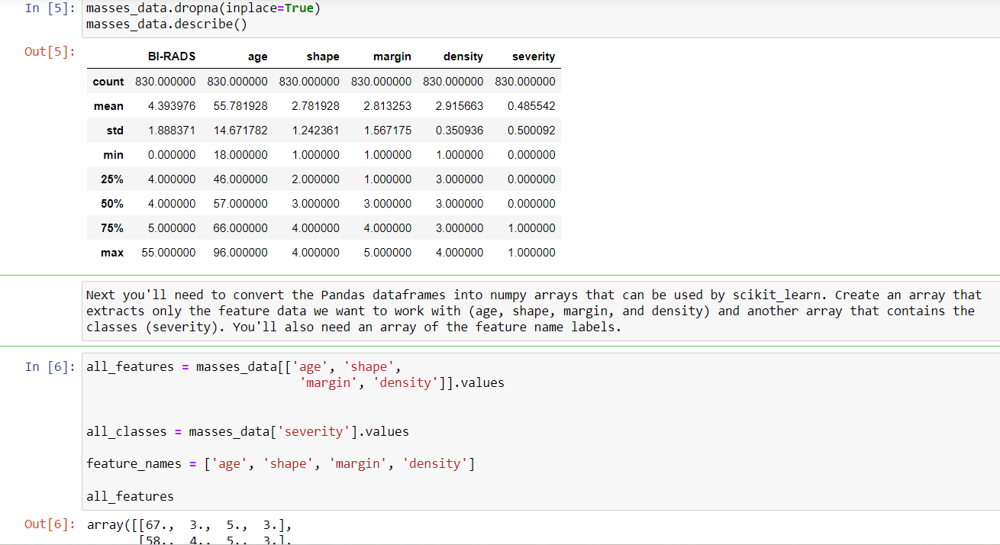 In [5]: masses_data.dropna(inplace=True)
masses_data.describe()
Out[5]:
BI-RADS age shape margin density severity
count 830.000000 830.000000 830.000000 830.000000 830.000000 830.000000
mean 4.393976 55.781928 2.781928 2.813253 2.915663 0.485542
std 1.888371 14.671782 1.242361 1.567175 0.350936 0.500092
min 0.000000 18.000000 1.000000 1.000000 1.000000 0.000000
25% 4.000000 46.000000 2.000000 1.000000 3.000000 0.000000
50% 4.000000 57.000000 3.000000 3.000000 3.000000 0.000000
75% 5.000000 66.000000 4.000000 4.000000 3.000000 1.000000
max 55.000000 96.000000 4.000000 5.000000 4.000000 1.000000
Next you'll need to convert the Pandas dataframes into numpy arrays that can be used by scikit_learn. Create an array that
extracts only the feature data we want to work with (age, shape, margin, and density) and another array that contains the
classes (severity). You'll also need an array of the feature name labels.
In [6]: all_features = masses_data[['age', 'shape',
'margin', 'density']].values
all_classes = masses_data['severity'].values
feature_names = ['age', 'shape', 'margin', 'density']
all_features
Out[6]: array([[67., 3., 5., 3.],
[58., 4., 5., 3.],